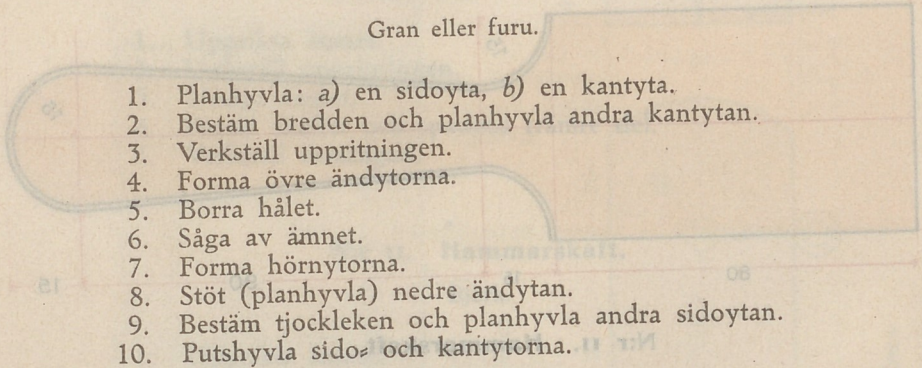 Gran eller furu.
1. Planhyvla: a) en sidoyta, b) en kantyta.
2. Bestäm bredden och planhyvla andra kantytan.
3. Verkställ uppritningen.
4. Forma övre ändytorna.
5. Borra hålet.
6. Såga av ämnet.
7. Forma hörnytorna.
8. Stöt (planhyvla) nedre ändytan.
9. Bestäm tjockleken och planhyvla andra sidoytan.
10. Putshyvla sido- och kantytorna.